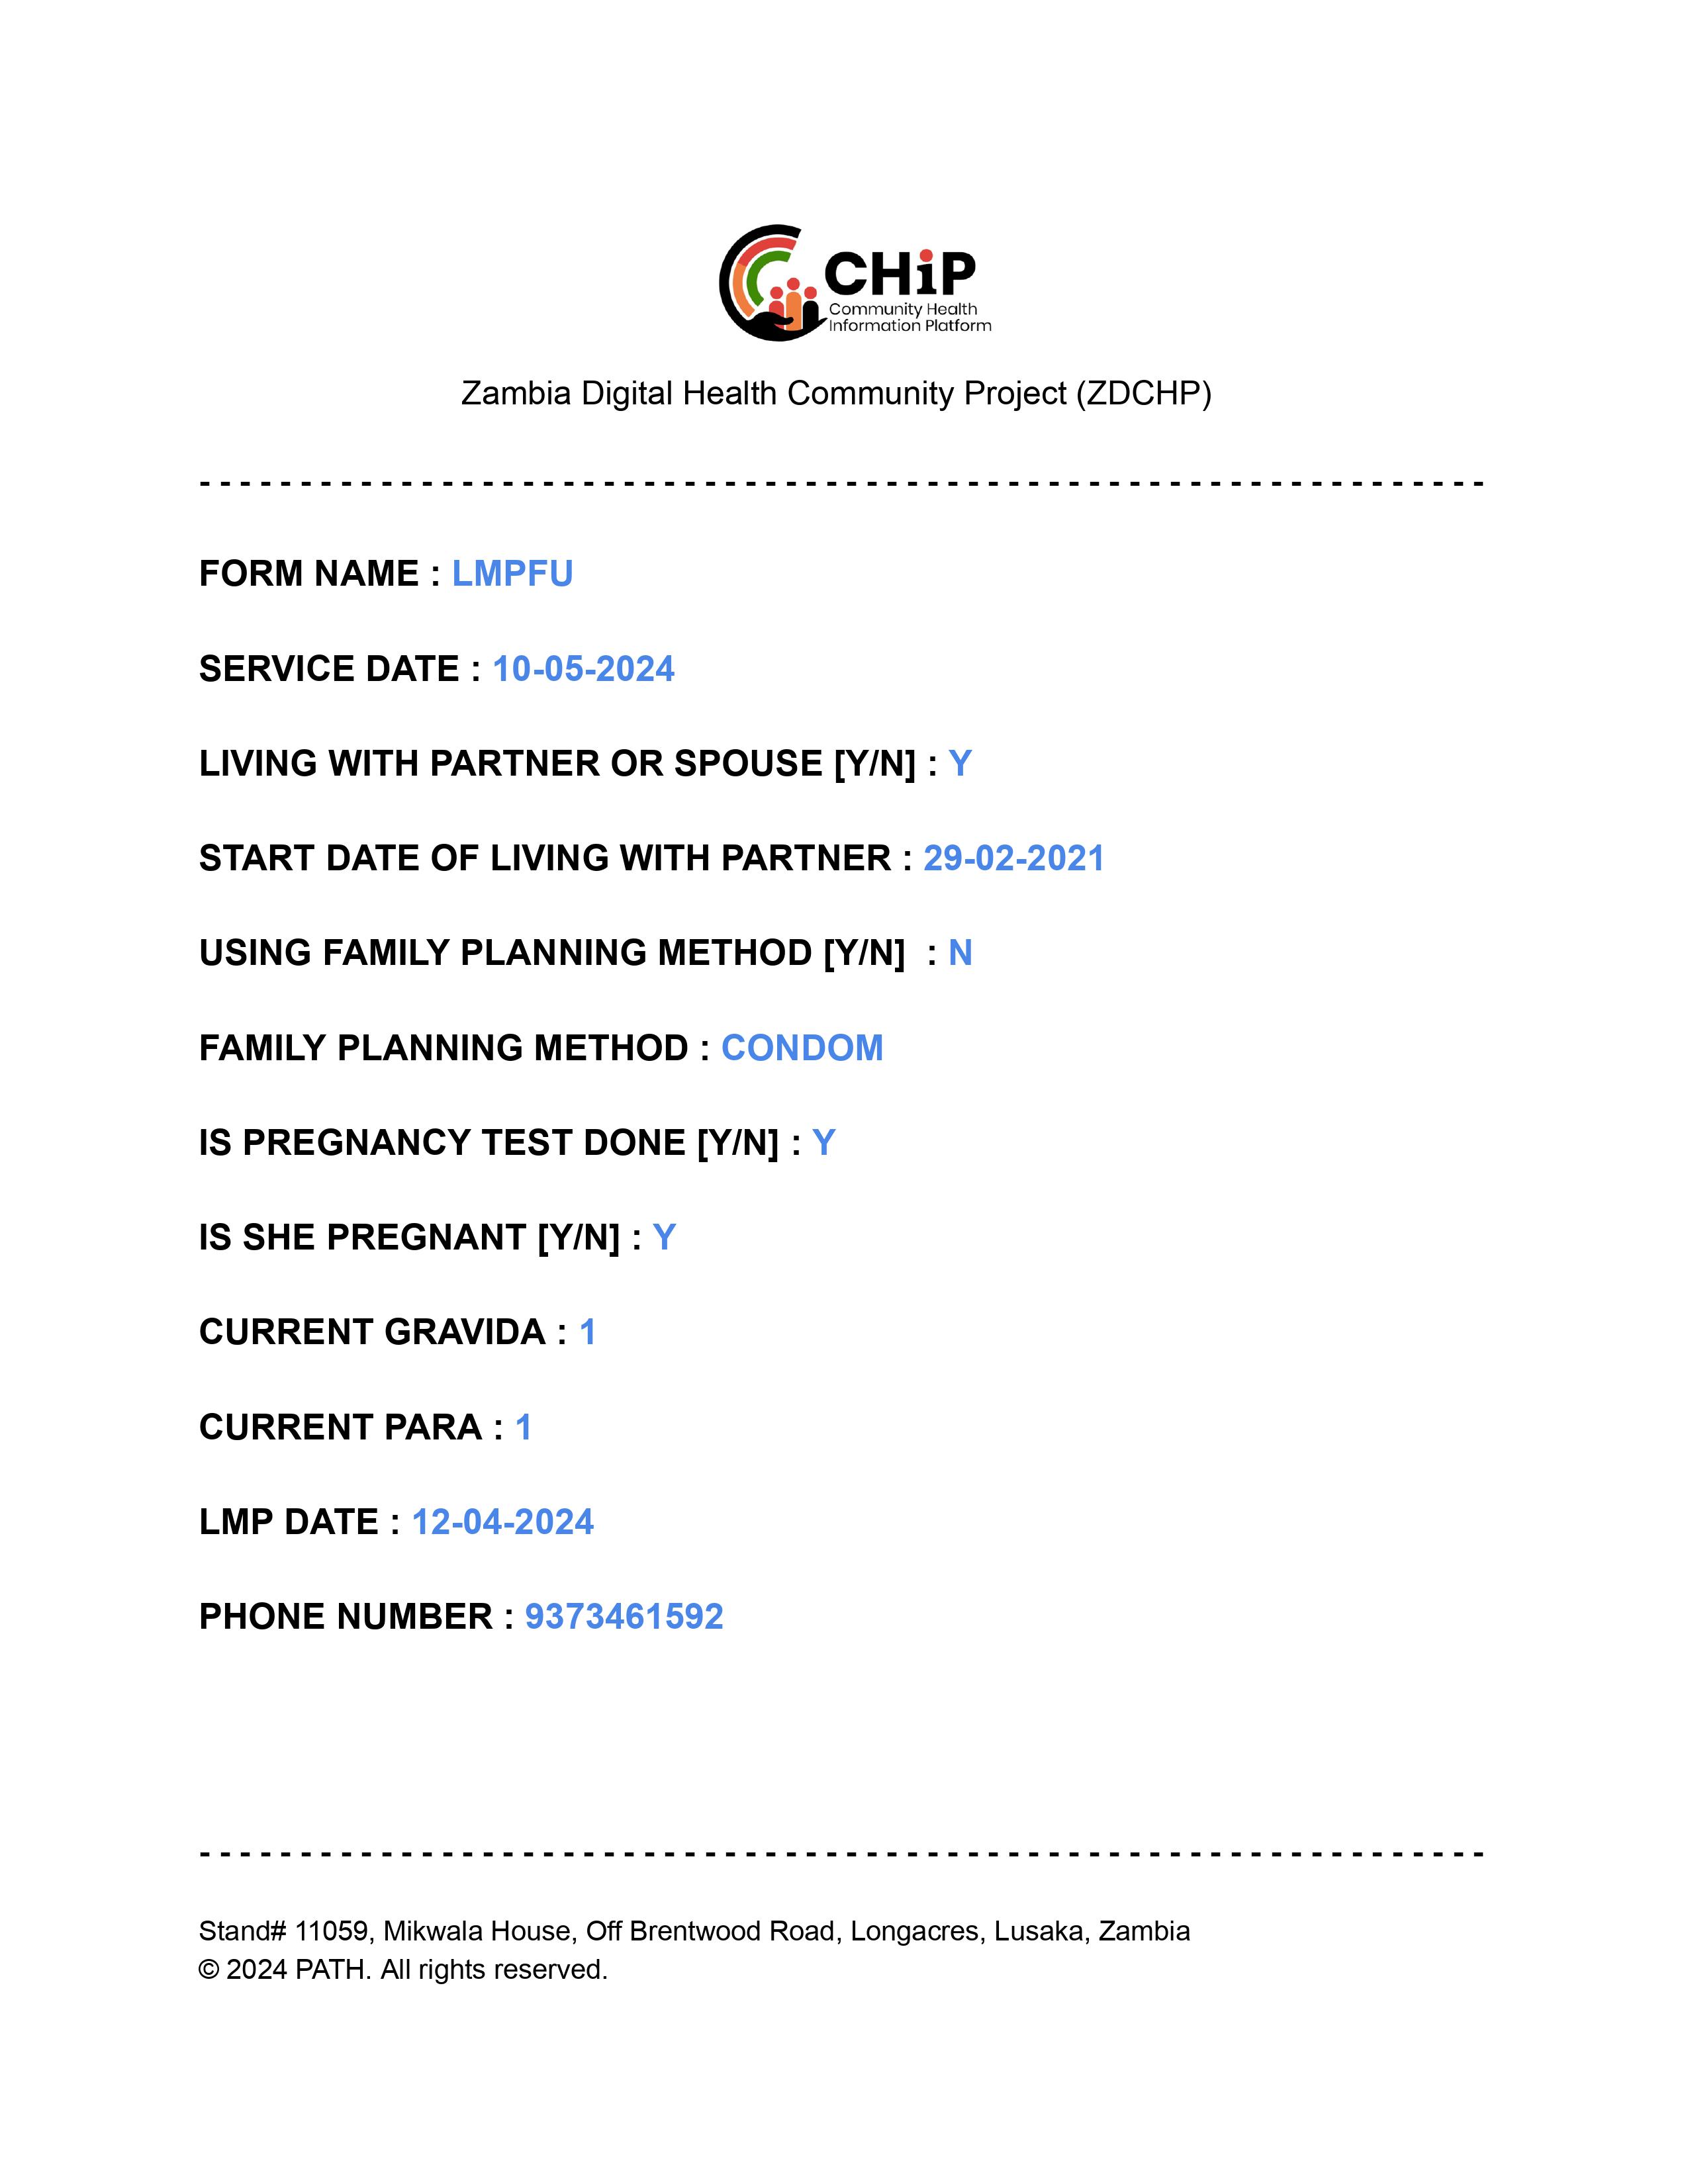 CHiP
Community Health
Information Platform
Zambia Digital Health Community Project (ZDCHP)
- - - - - - - - - - - - - - - - - - - - - - - - - - - - - - - - - - - - - - - - - - - - - - - - - - - - - - - - - - - - - - - -
FORM NAME : LMPFU
SERVICE DATE : 10-05-2024
LIVING WITH PARTNER OR SPOUSE [Y/N] : Y
START DATE OF LIVING WITH PARTNER : 29-02-2021
USING FAMILY PLANNING METHOD [Y/N]  : N
FAMILY PLANNING METHOD : CONDOM
IS PREGNANCY TEST DONE [Y/N] : Y
IS SHE PREGNANT [Y/N] : Y
CURRENT GRAVIDA : 1
CURRENT PARA : 1
LMP DATE : 12-04-2024
PHONE NUMBER : 9373461592
- - - - - - - - - - - - - - - - - - - - - - - - - - - - - - - - - - - - - - - - - - - - - - - - - - - - - - - - - - - - - - - -
Stand# 11059, Mikwala House, Off Brentwood Road, Longacres, Lusaka, Zambia
© 2024 PATH. All rights reserved.